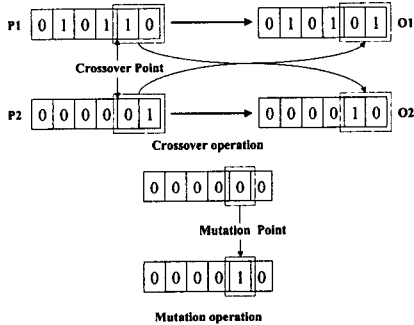 P1 0 1 0 1 1 0 0 1 0 1 0 1 O1
Crossover Point
P2 0 0 0 0 0 1 0 0 0 0 1 0 O2
Crossover operation
0 0 0 0 0 0
Mutation Point
0 0 0 0 1 0
Mutation operation